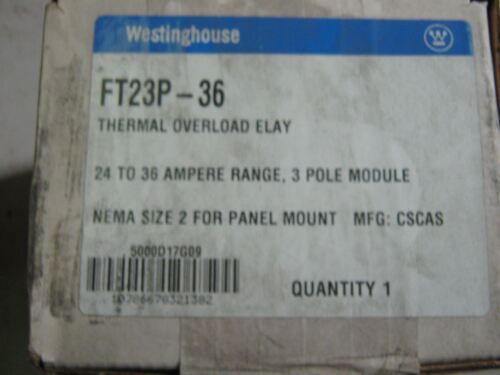 Westinghouse
FT23P-36
THERMAL OVERLOAD ELAY
24 TO 36 AMPERE RANGE, 3 POLE MODULE
NEMA SIZE 2 FOR PANEL MOUNT MFG: CSCAS
5000D17G09
10786678321382
QUANTITY 1